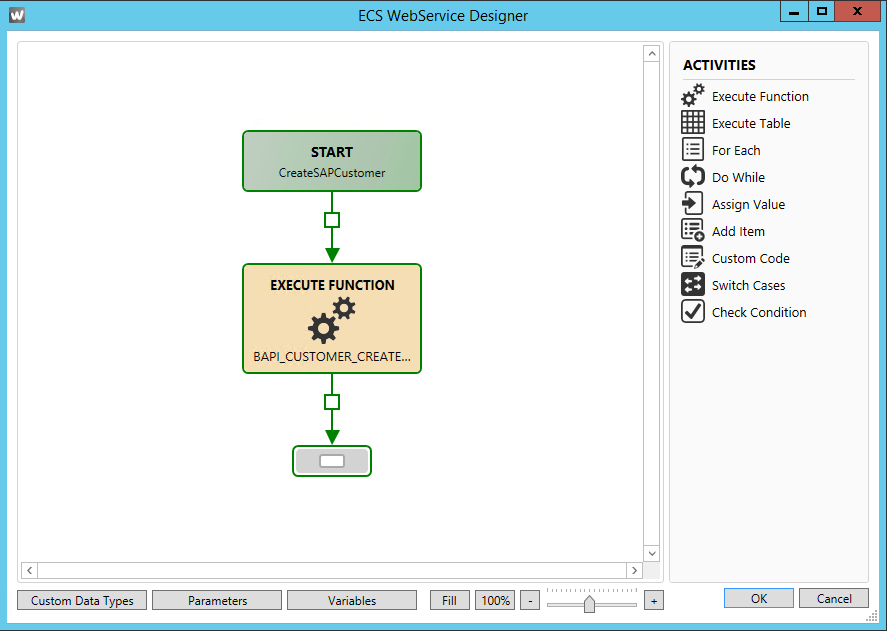 W
ECS WebService Designer
START
CreateSAPCustomer
EXECUTE FUNCTION
BAPI_CUSTOMER_CREATE...
ACTIVITIES
Execute Function
Execute Table
For Each
Do While
Assign Value
Add Item
Custom Code
Switch Cases
Check Condition
Custom Data Types
Parameters
Variables
Fill
100%
-
+
OK
Cancel